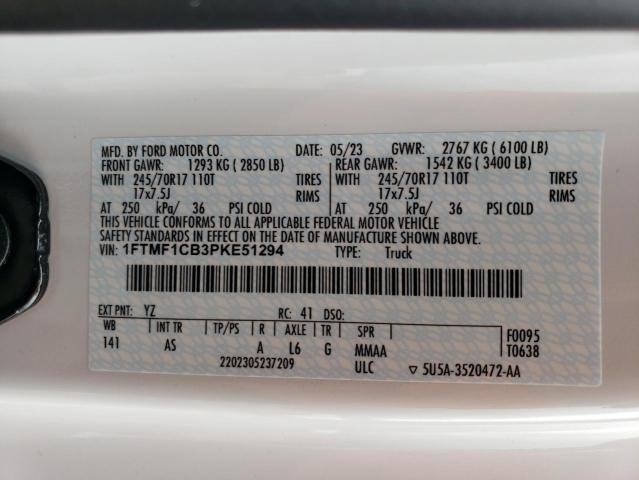 MFD. BY FORD MOTOR CO. DATE: 05/23 GVWR: 2767 KG ( 6100 LB)
FRONT GAWR: 1293 KG ( 2850 LB) REAR GAWR: 1542 KG ( 3400 LB)
WITH 245/70R17 110T TIRES WITH 245/70R17 110T TIRES
17x7.5J RIMS 17x7.5J RIMS
AT 250 kPa/ 36 PSI COLD AT 250 kPa/ 36 PSI COLD
THIS VEHICLE CONFORMS TO ALL APPLICABLE FEDERAL MOTOR VEHICLE
SAFETY STANDARDS IN EFFECT ON THE DATE OF MANUFACTURE SHOWN ABOVE.
VIN: 1FTMF1CB3PKE51294 TYPE: Truck
EXT PNT: YZ RC: 41 DSO:
WB INT TR TP/PS R AXLE TR SPR F0095
141 AS A L6 G MMAA T0638
2202305237209 ULC ▽ 5U5A-3520472-AA